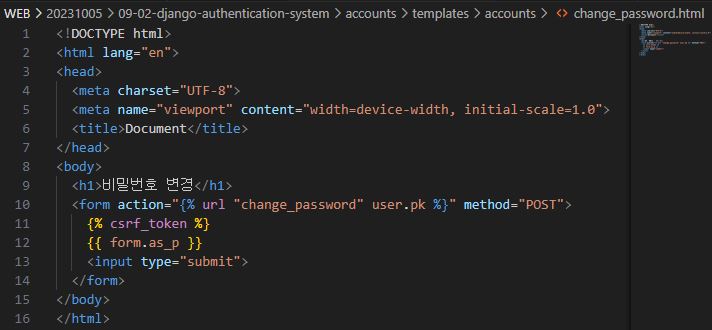 WEB > 20231005 > 09-02-django-authentication-system > accounts > templates > accounts > <> change_password.html
1 <!DOCTYPE html>
2 <html lang="en">
3 <head>
4 <meta charset="UTF-8">
5 <meta name="viewport" content="width=device-width, initial-scale=1.0">
6 <title>Document</title>
7 </head>
8 <body>
9 <h1>비밀번호 변경</h1>
10 <form action="{% url "change_password" user.pk %}" method="POST">
11 {% csrf_token %}
12 {{ form.as_p }}
13 <input type="submit">
14 </form>
15 </body>
16 </html>